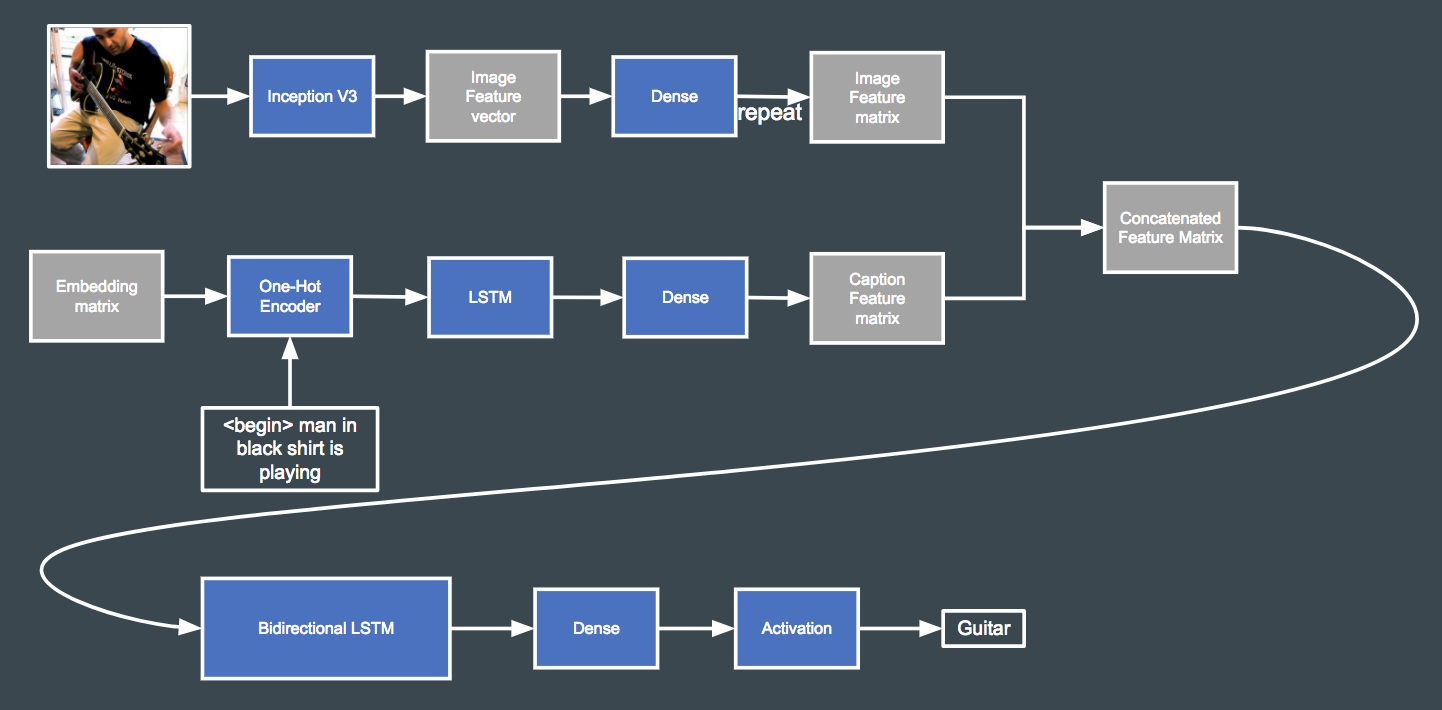 Inception V3
Image
Feature
vector
Dense
repeat
Image
Feature
matrix
Concatenated
Feature Matrix
Embedding
matrix
One-Hot
Encoder
LSTM
Dense
Caption
Feature
matrix
<begin> man in
black shirt is
playing
Bidirectional LSTM
Dense
Activation
Guitar